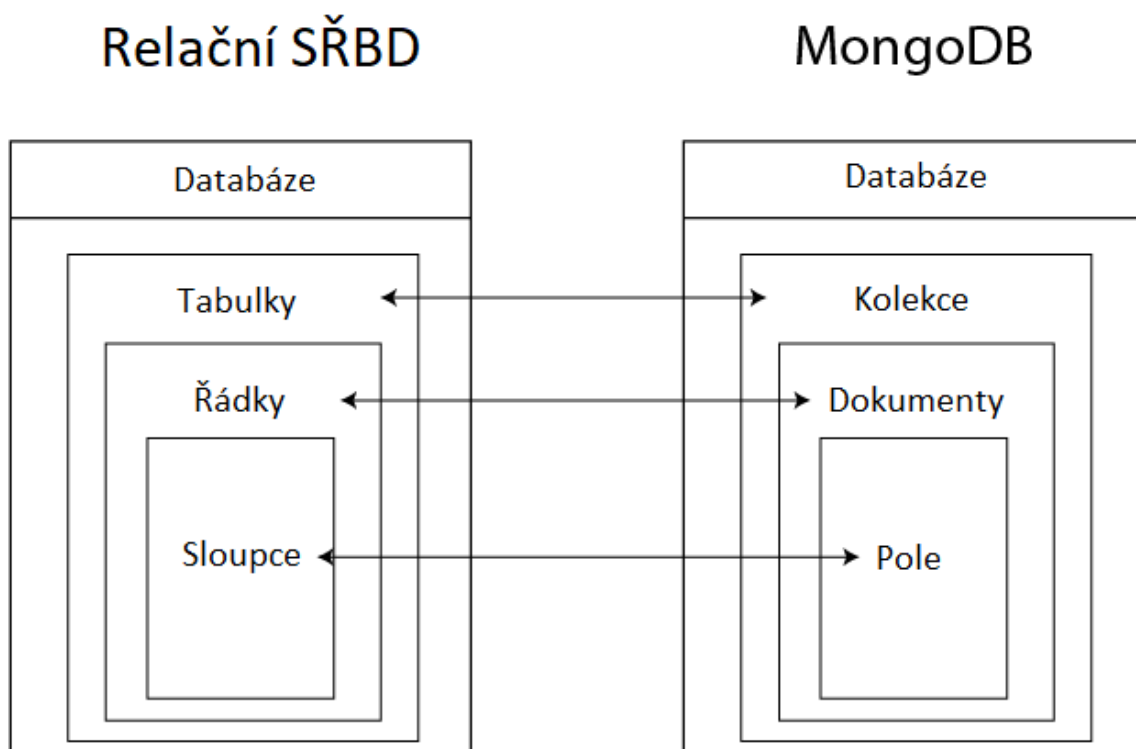 Relační SŘBD
MongoDB
Databáze
Databáze
Tabulky
Kolekce
Řádky
Dokumenty
Sloupce
Pole